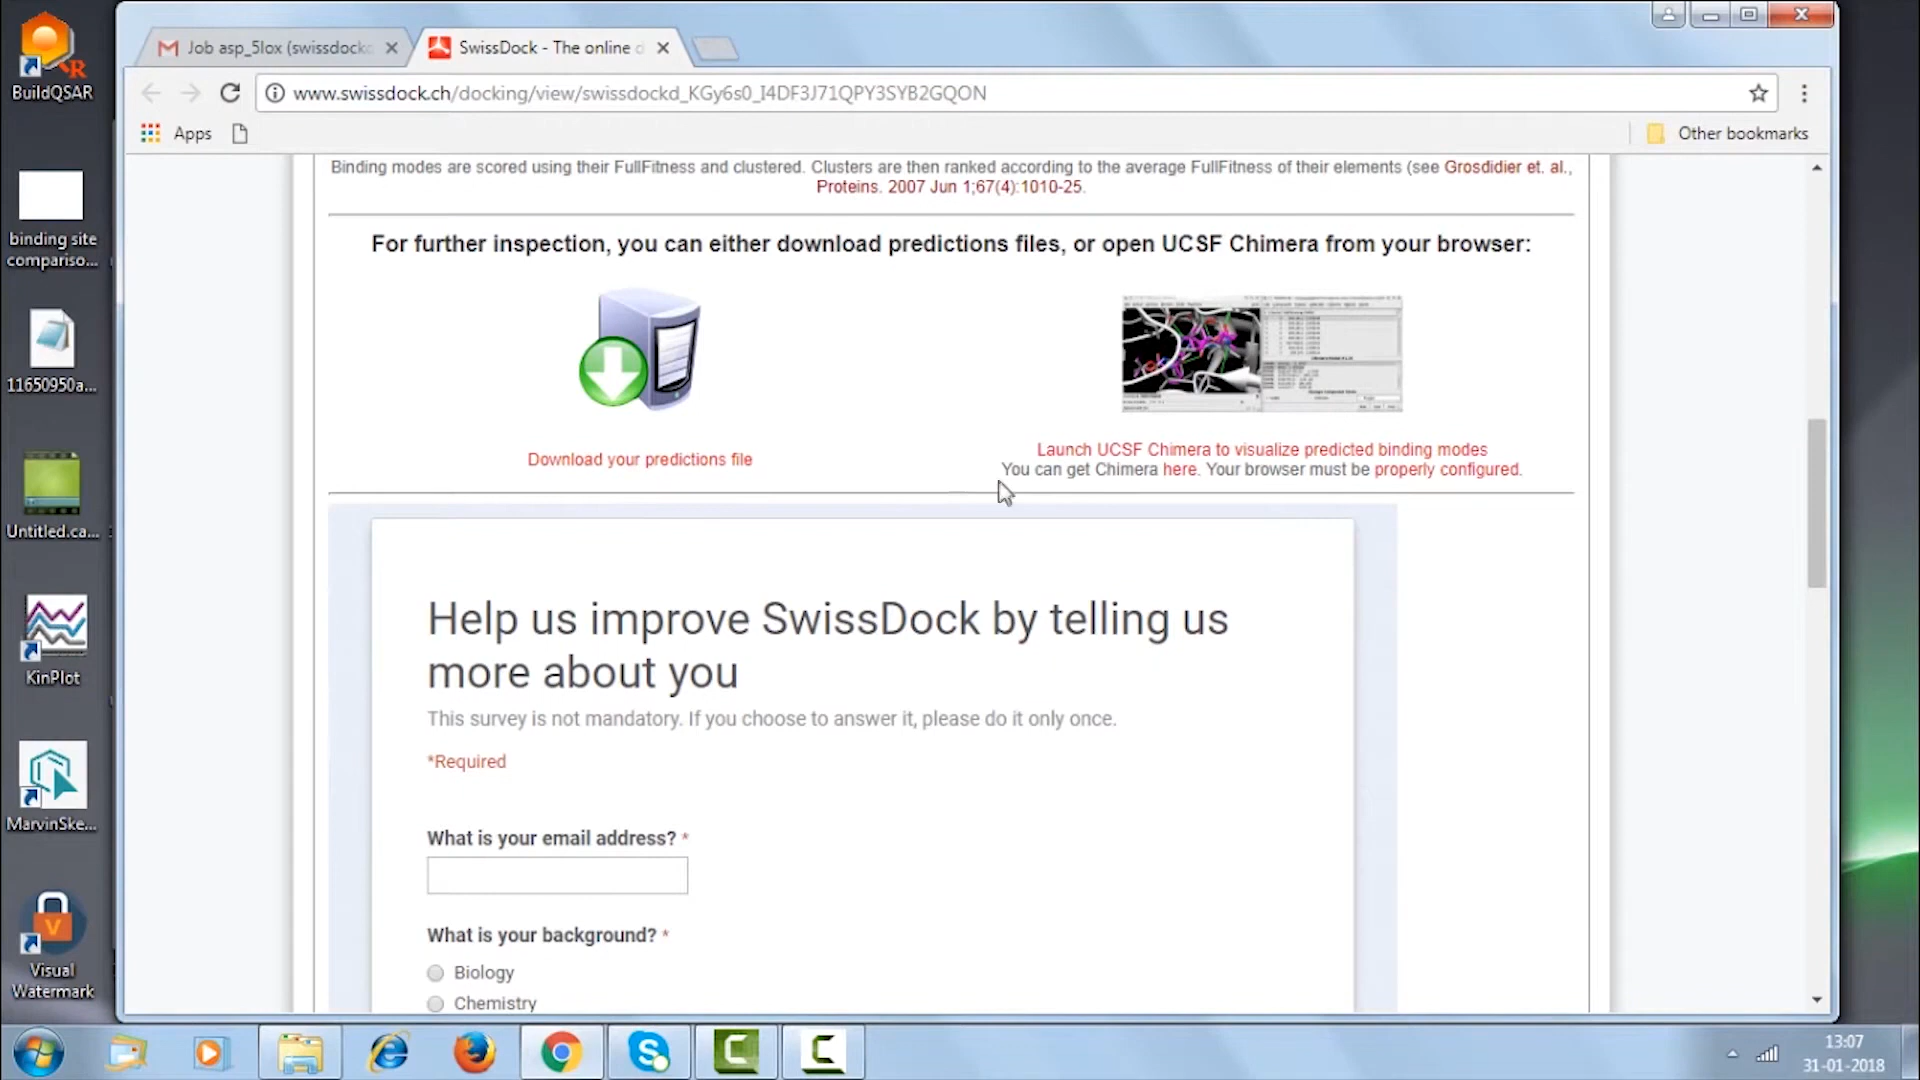 BuildQSAR
binding site
compariso...
11650950a...
Untitled.ca...
KinPlot
MarvinSke...
Visual
Watermark
Job asp_5lox (swissdock
SwissDock - The online d
www.swissdock.ch/docking/view/swissdockd_KGy6s0_I4DF3J71QPY3SYB2GQON
Apps
Other bookmarks
Binding modes are scored using their FullFitness and clustered. Clusters are then ranked according to the average FullFitness of their elements (see Grosdidier et. al.,
Proteins. 2007 Jun 1;67(4):1010-25.
For further inspection, you can either download predictions files, or open UCSF Chimera from your browser:
Download your predictions file
Launch UCSF Chimera to visualize predicted binding modes
You can get Chimera here. Your browser must be properly configured.
Help us improve SwissDock by telling us
more about you
This survey is not mandatory. If you choose to answer it, please do it only once.
*Required
What is your email address? *
What is your background? *
Biology
Chemistry
13:07
31-01-2018